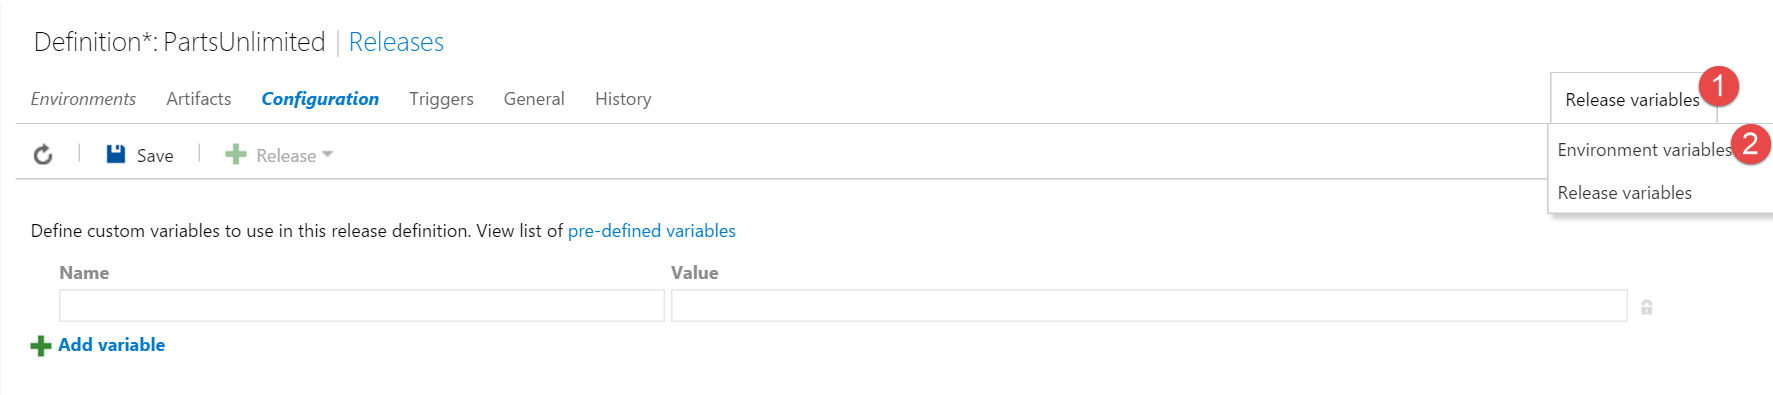 Definition*: PartsUnlimited | Releases
Environments Artifacts Configuration Triggers General History Release variables 1
Save Release Environment variables 2
Release variables
Define custom variables to use in this release definition. View list of pre-defined variables
Name Value
Add variable